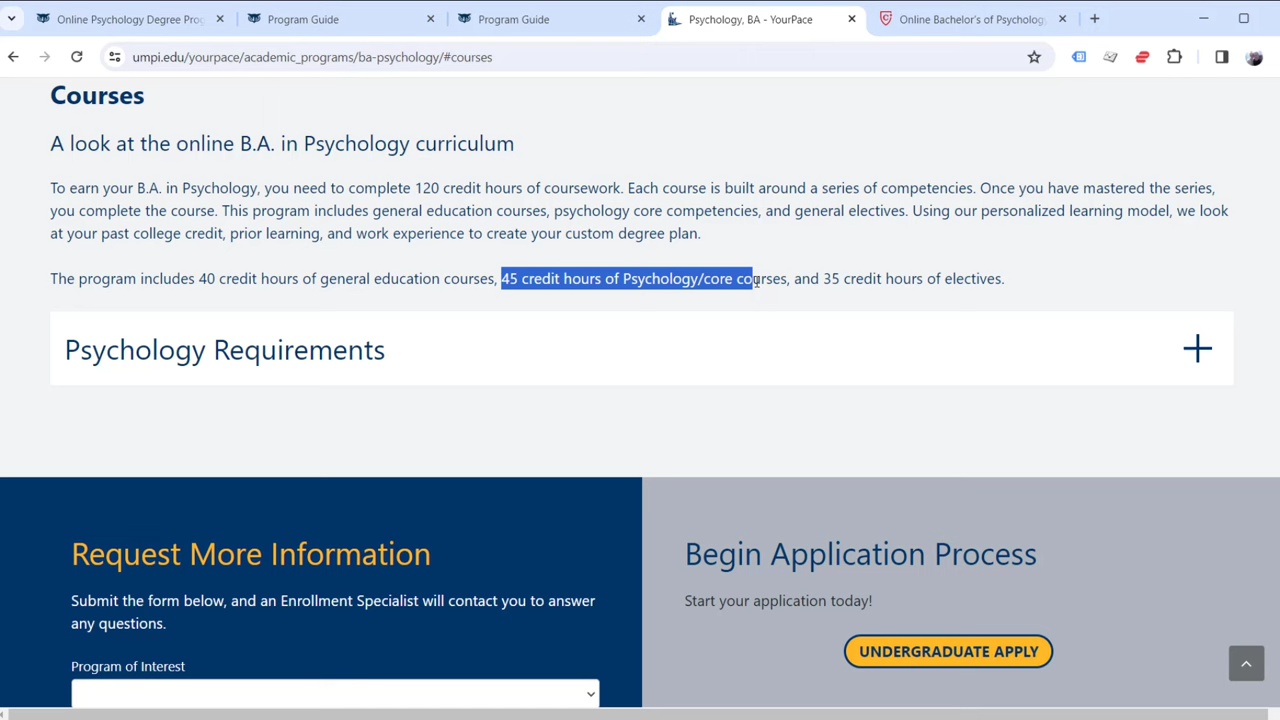 Online Psychology Degree Prog
Program Guide
Program Guide
Psychology, BA - YourPace
Online Bachelor's of Psycholog
umpi.edu/yourpace/academic_programs/ba-psychology/#courses
Courses
A look at the online B.A. in Psychology curriculum
To earn your B.A. in Psychology, you need to complete 120 credit hours of coursework. Each course is built around a series of competencies. Once you have mastered the series,
you complete the course. This program includes general education courses, psychology core competencies, and general electives. Using our personalized learning model, we look
at your past college credit, prior learning, and work experience to create your custom degree plan.
The program includes 40 credit hours of general education courses, 45 credit hours of Psychology/core courses, and 35 credit hours of electives.
Psychology Requirements
Request More Information
Submit the form below, and an Enrollment Specialist will contact you to answer
any questions.
Program of Interest
Begin Application Process
Start your application today!
UNDERGRADUATE APPLY